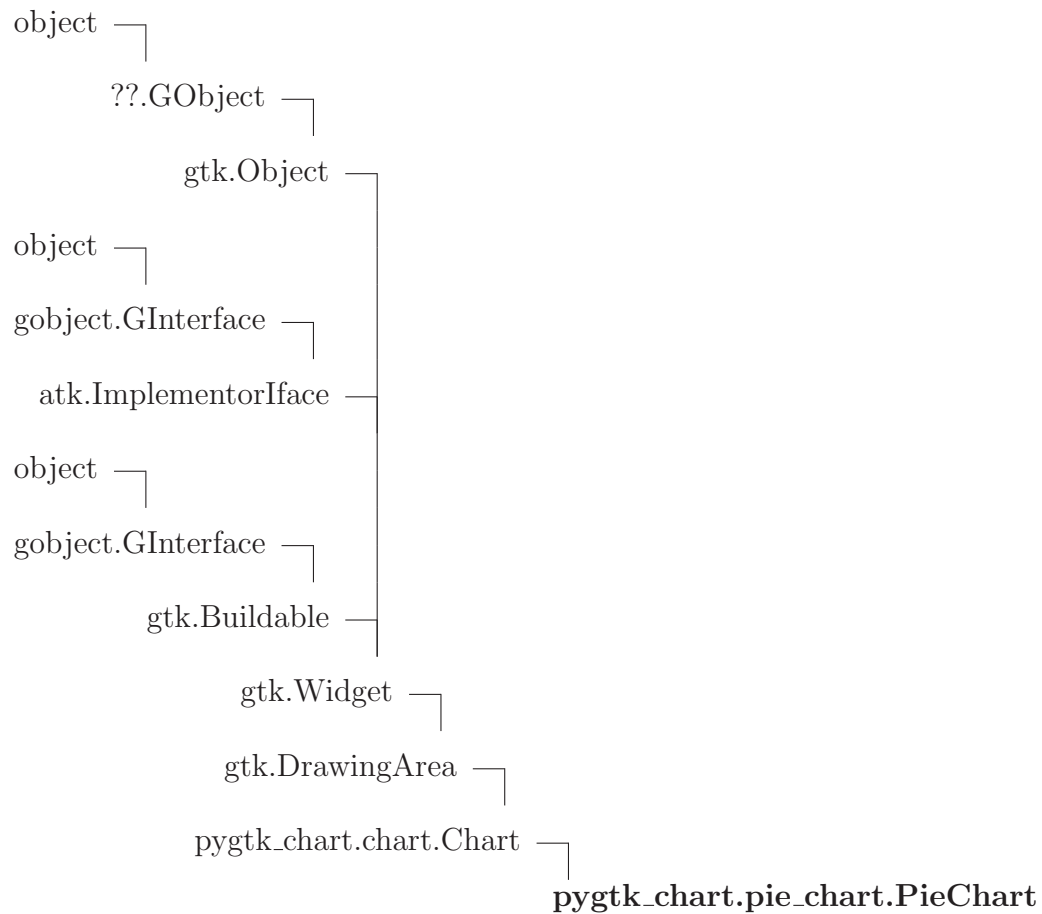 object
??.GObject
gtk.Object
object
gobject.GInterface
atk.ImplementorIface
object
gobject.GInterface
gtk.Buildable
gtk.Widget
gtk.DrawingArea
pygtk_chart.chart.Chart
pygtk_chart.pie_chart.PieChart